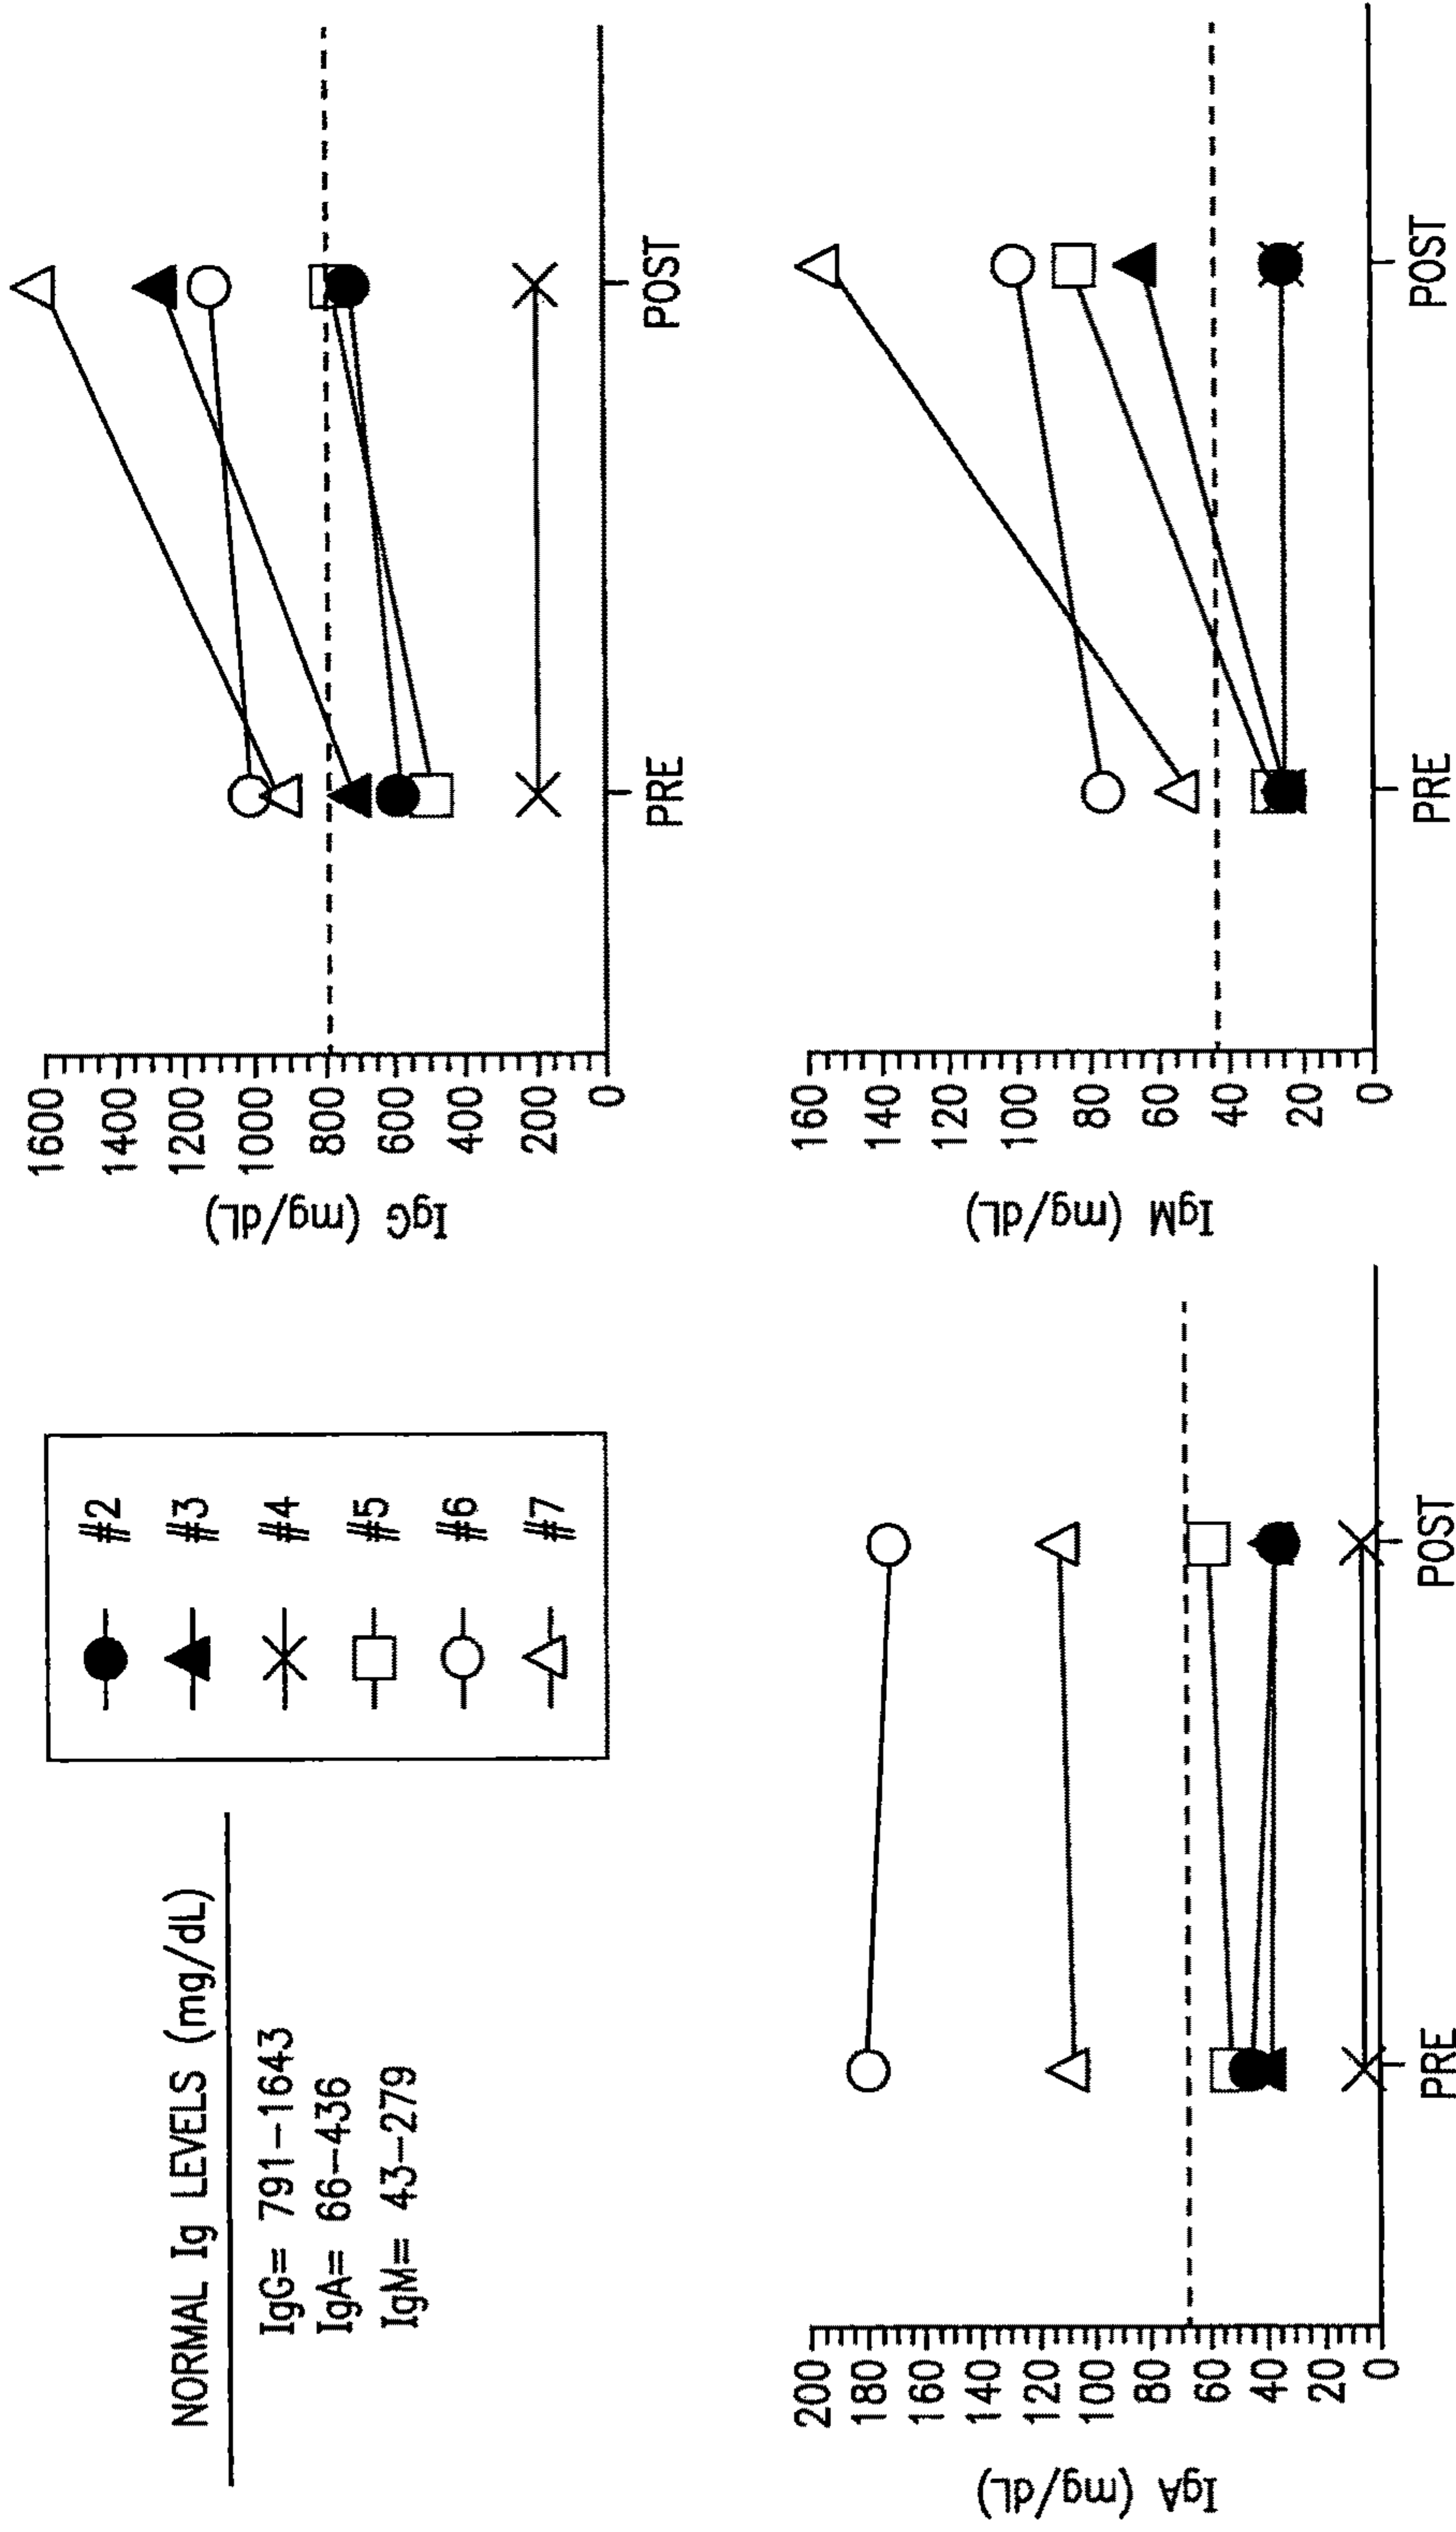 NORMAL Ig LEVELS (mg/dL)
IgG= 791–1643
IgA= 66–436
IgM= 43–279
#2
#3
#4
#5
#6
#7
IgG (mg/dL)
1600
1400
1200
1000
800
600
400
200
0
PRE
POST
IgA (mg/dL)
200
180
160
140
120
100
80
60
40
20
0
PRE
POST
IgM (mg/dL)
160
140
120
100
80
60
40
20
0
PRE
POST